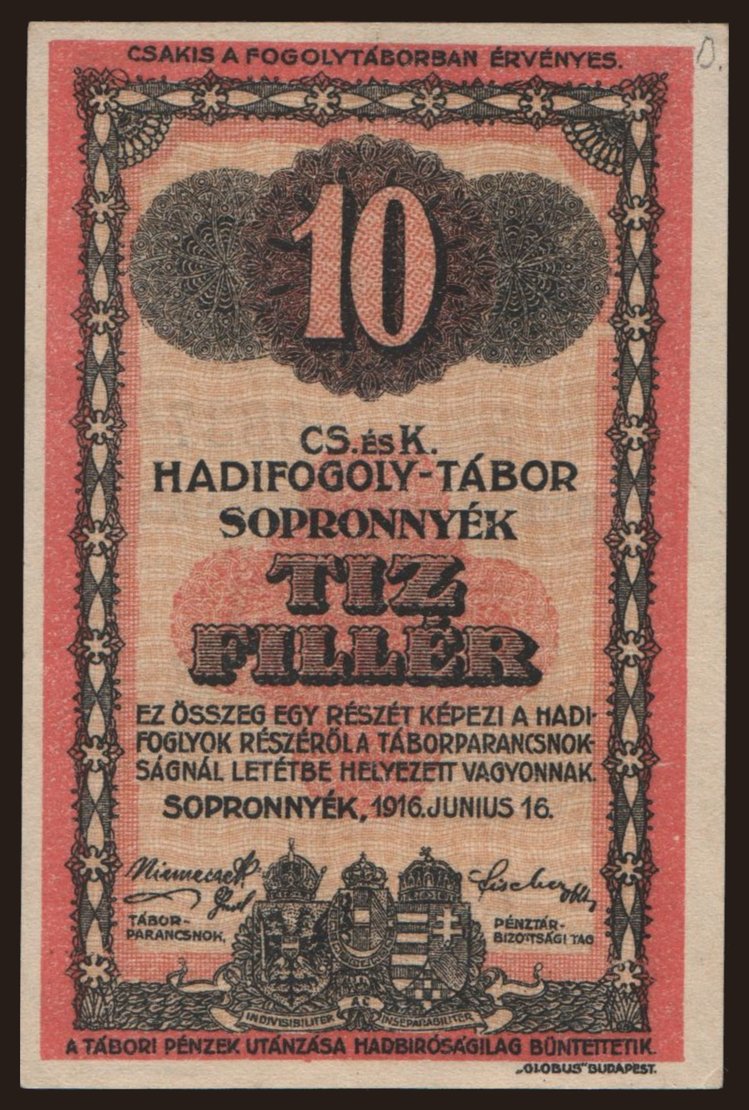 CSAKIS A FOGOLYTÁBORBAN ÉRVÉNYES.
O.
10
CS. ÉS K.
HADIFOGOLY-TÁBOR
SOPRONNYÉK
TIZ
FILLÉR
EZ ÖSSZEG EGY RÉSZÉT KÉPEZI A HADI-
FOGLYOK RÉSZÉRŐL A TÁBORPARANCSNOK-
SÁGNÁL LETÉTBE HELYEZETT VAGYONNAK.
SOPRONNYÉK, 1916. JUNIUS 16.
TÁBOR-
PARANCSNOK.
PÉNZTÁR-
BIZOTTSÁGI TAG
INDIVISIBILITER AC INSEPARABILITER
A TÁBORI PÉNZEK UTÁNZÁSA HADBIRÓSÁGILAG BÜNTETTETIK.
„GLOBUS" BUDAPEST.